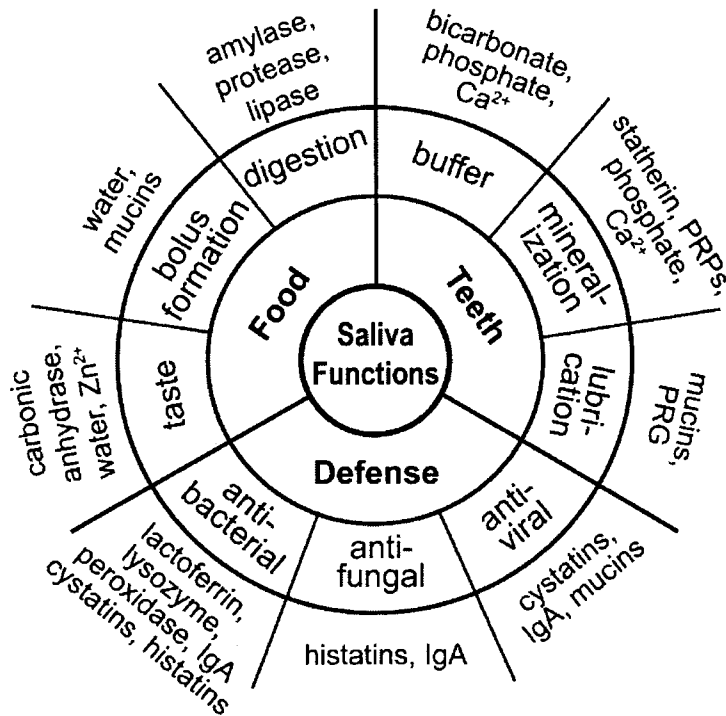 Saliva
Functions
Food
Teeth
Defense
digestion
amylase,
protease,
lipase
buffer
bicarbonate,
phosphate,
Ca²⁺
mineral-
ization
statherin, PRPs,
phosphate,
Ca²⁺
lubri-
cation
mucins,
PRG
anti-
viral
cystatins,
IgA, mucins
anti-
fungal
histatins, IgA
anti-
bacterial
lactoferrin,
lysozyme,
peroxidase, IgA
cystatins, histatins
taste
carbonic
anhydrase,
water, Zn²⁺
bolus
formation
water,
mucins